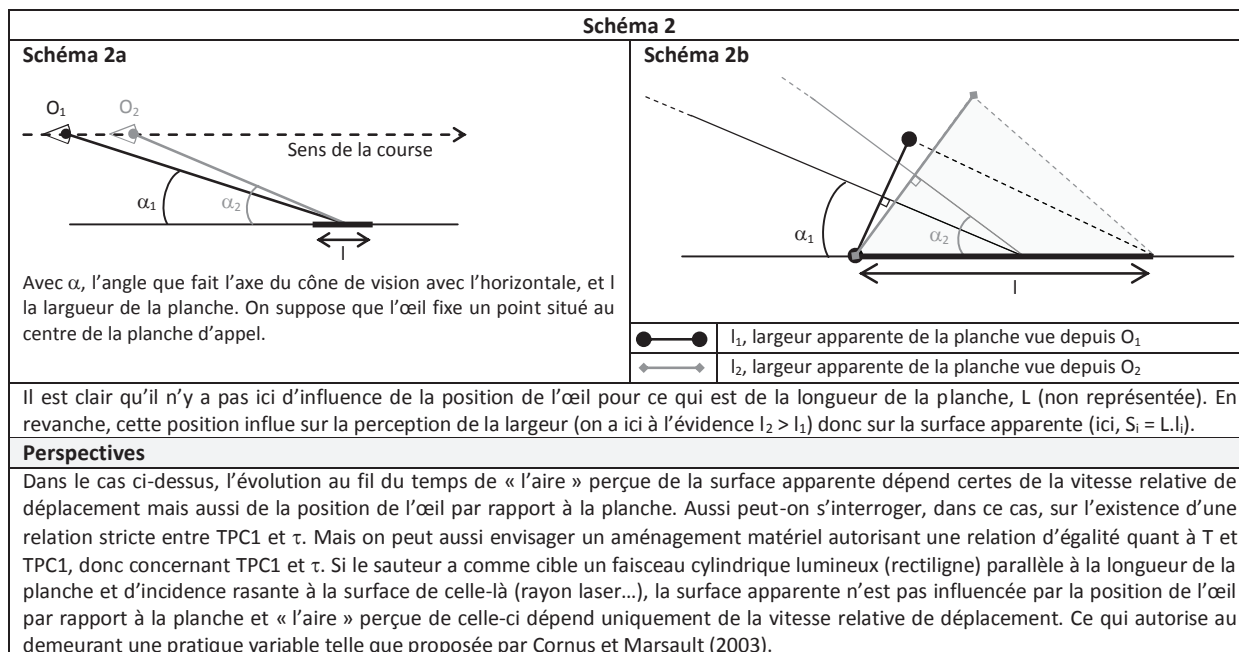 Schéma 2
Schéma 2a
O1
O2
Sens de la course
α1
α2
l
Avec α, l'angle que fait l'axe du cône de vision avec l'horizontale, et l
la largueur de la planche. On suppose que l'œil fixe un point situé au
centre de la planche d'appel.
Schéma 2b
α1
α2
l
l1, largeur apparente de la planche vue depuis O1
l2, largeur apparente de la planche vue depuis O2
Il est clair qu'il n'y a pas ici d'influence de la position de l'œil pour ce qui est de la longueur de la planche, L (non représentée). En
revanche, cette position influe sur la perception de la largeur (on a ici à l'évidence l2 > l1) donc sur la surface apparente (ici, Si = L.li).
Perspectives
Dans le cas ci-dessus, l'évolution au fil du temps de « l'aire » perçue de la surface apparente dépend certes de la vitesse relative de
déplacement mais aussi de la position de l'œil par rapport à la planche. Aussi peut-on s'interroger, dans ce cas, sur l'existence d'une
relation stricte entre TPC1 et τ. Mais on peut aussi envisager un aménagement matériel autorisant une relation d'égalité quant à T et
TPC1, donc concernant TPC1 et τ. Si le sauteur a comme cible un faisceau cylindrique lumineux (rectiligne) parallèle à la longueur de la
planche et d'incidence rasante à la surface de celle-là (rayon laser…), la surface apparente n'est pas influencée par la position de l'œil
par rapport à la planche et « l'aire » perçue de celle-ci dépend uniquement de la vitesse relative de déplacement. Ce qui autorise au
demeurant une pratique variable telle que proposée par Cornus et Marsault (2003).